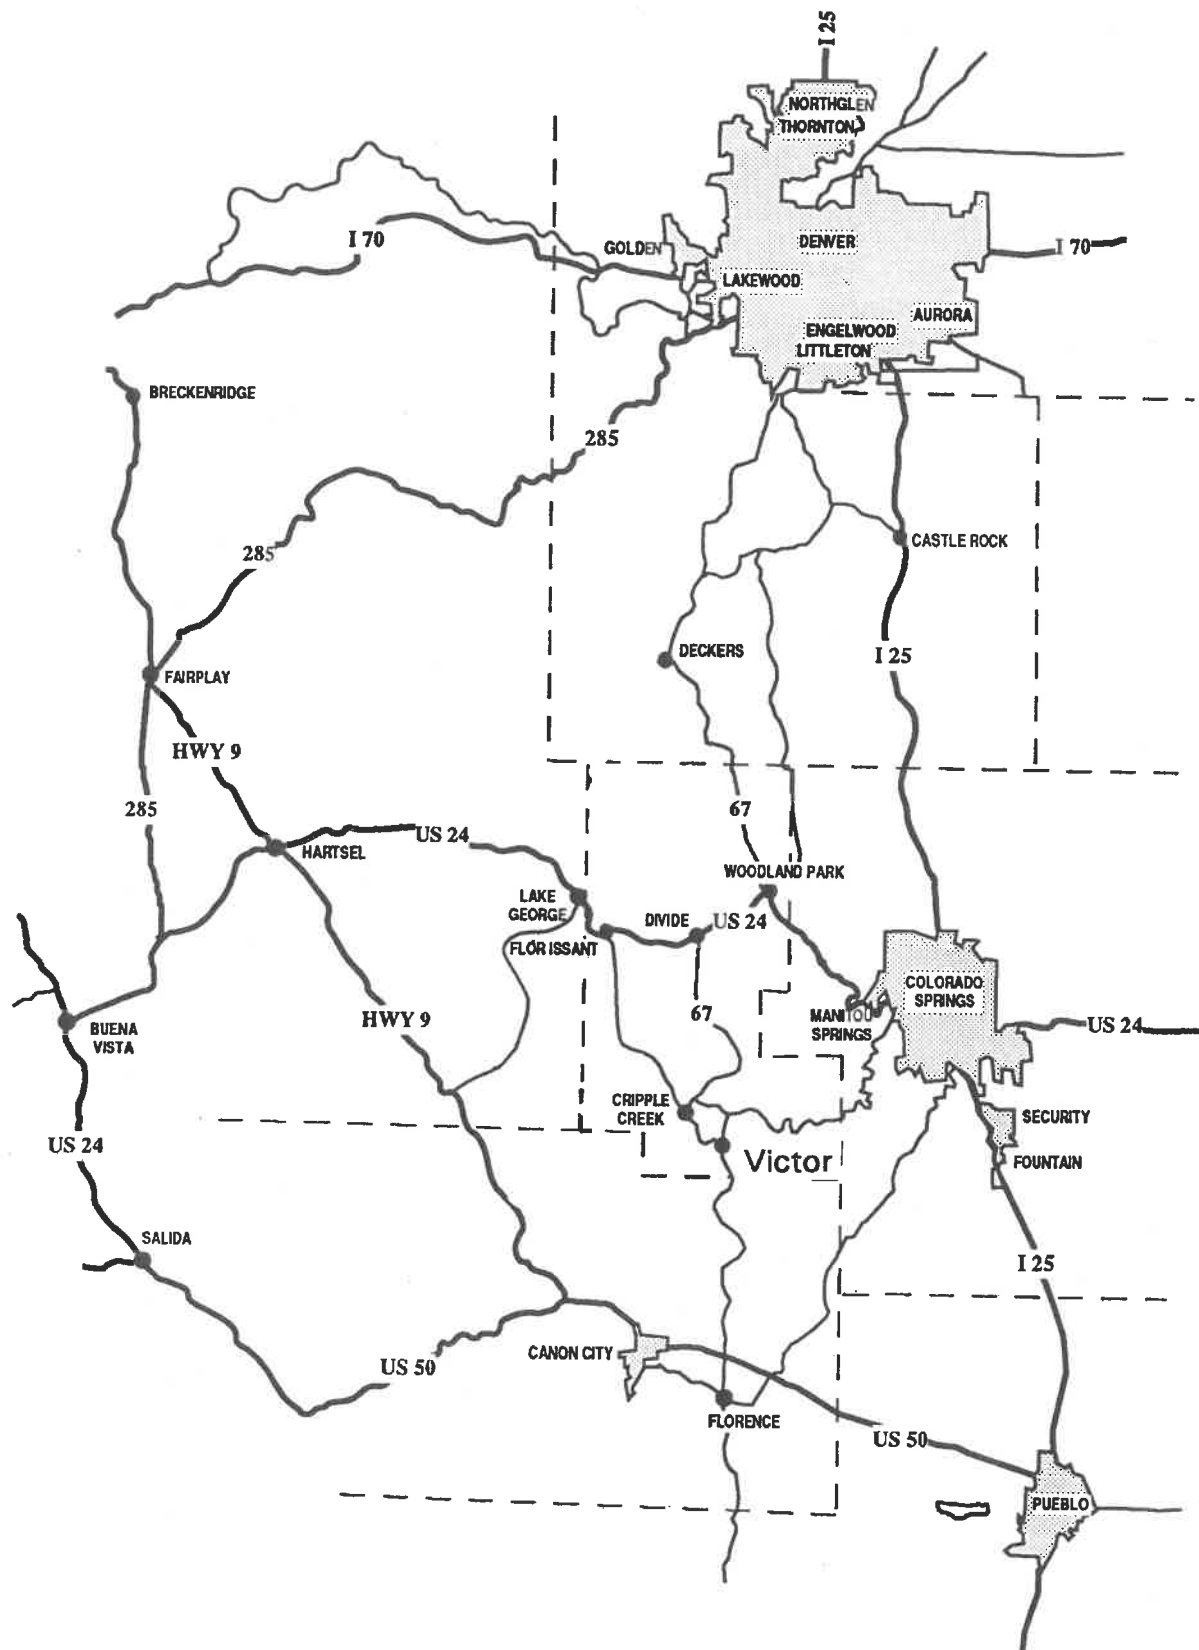 I 25
NORTHGLEN
THORNTON
I 70
GOLDEN
DENVER
I 70
LAKEWOOD
AURORA
ENGELWOOD
LITTLETON
BRECKENRIDGE
285
285
CASTLE ROCK
DECKERS
I 25
FAIRPLAY
HWY 9
285
67
US 24
HARTSEL
WOODLAND PARK
LAKE
GEORGE
DIVIDE
US 24
FLORISSANT
COLORADO
SPRINGS
67
MANITOU
SPRINGS
HWY 9
US 24
BUENA
VISTA
CRIPPLE
CREEK
SECURITY
US 24
Victor
FOUNTAIN
SALIDA
I 25
CANON CITY
US 50
FLORENCE
US 50
PUEBLO